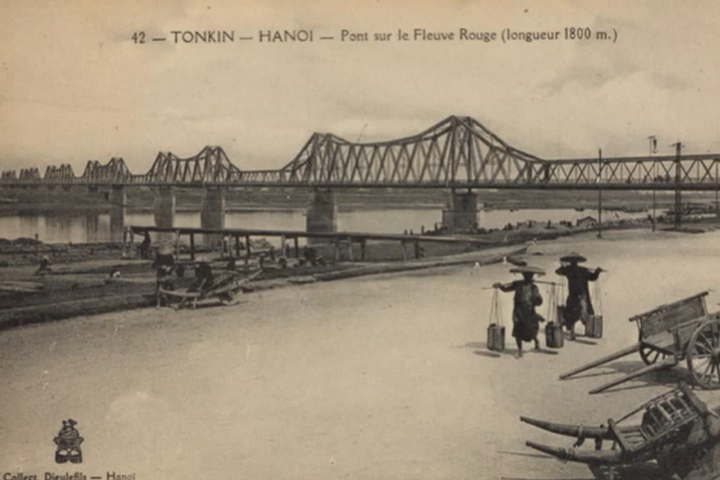 42 — TONKIN — HANOI — Pont sur le Fleuve Rouge (longueur 1800 m.)
Collect. Dieulefils — Hanoi